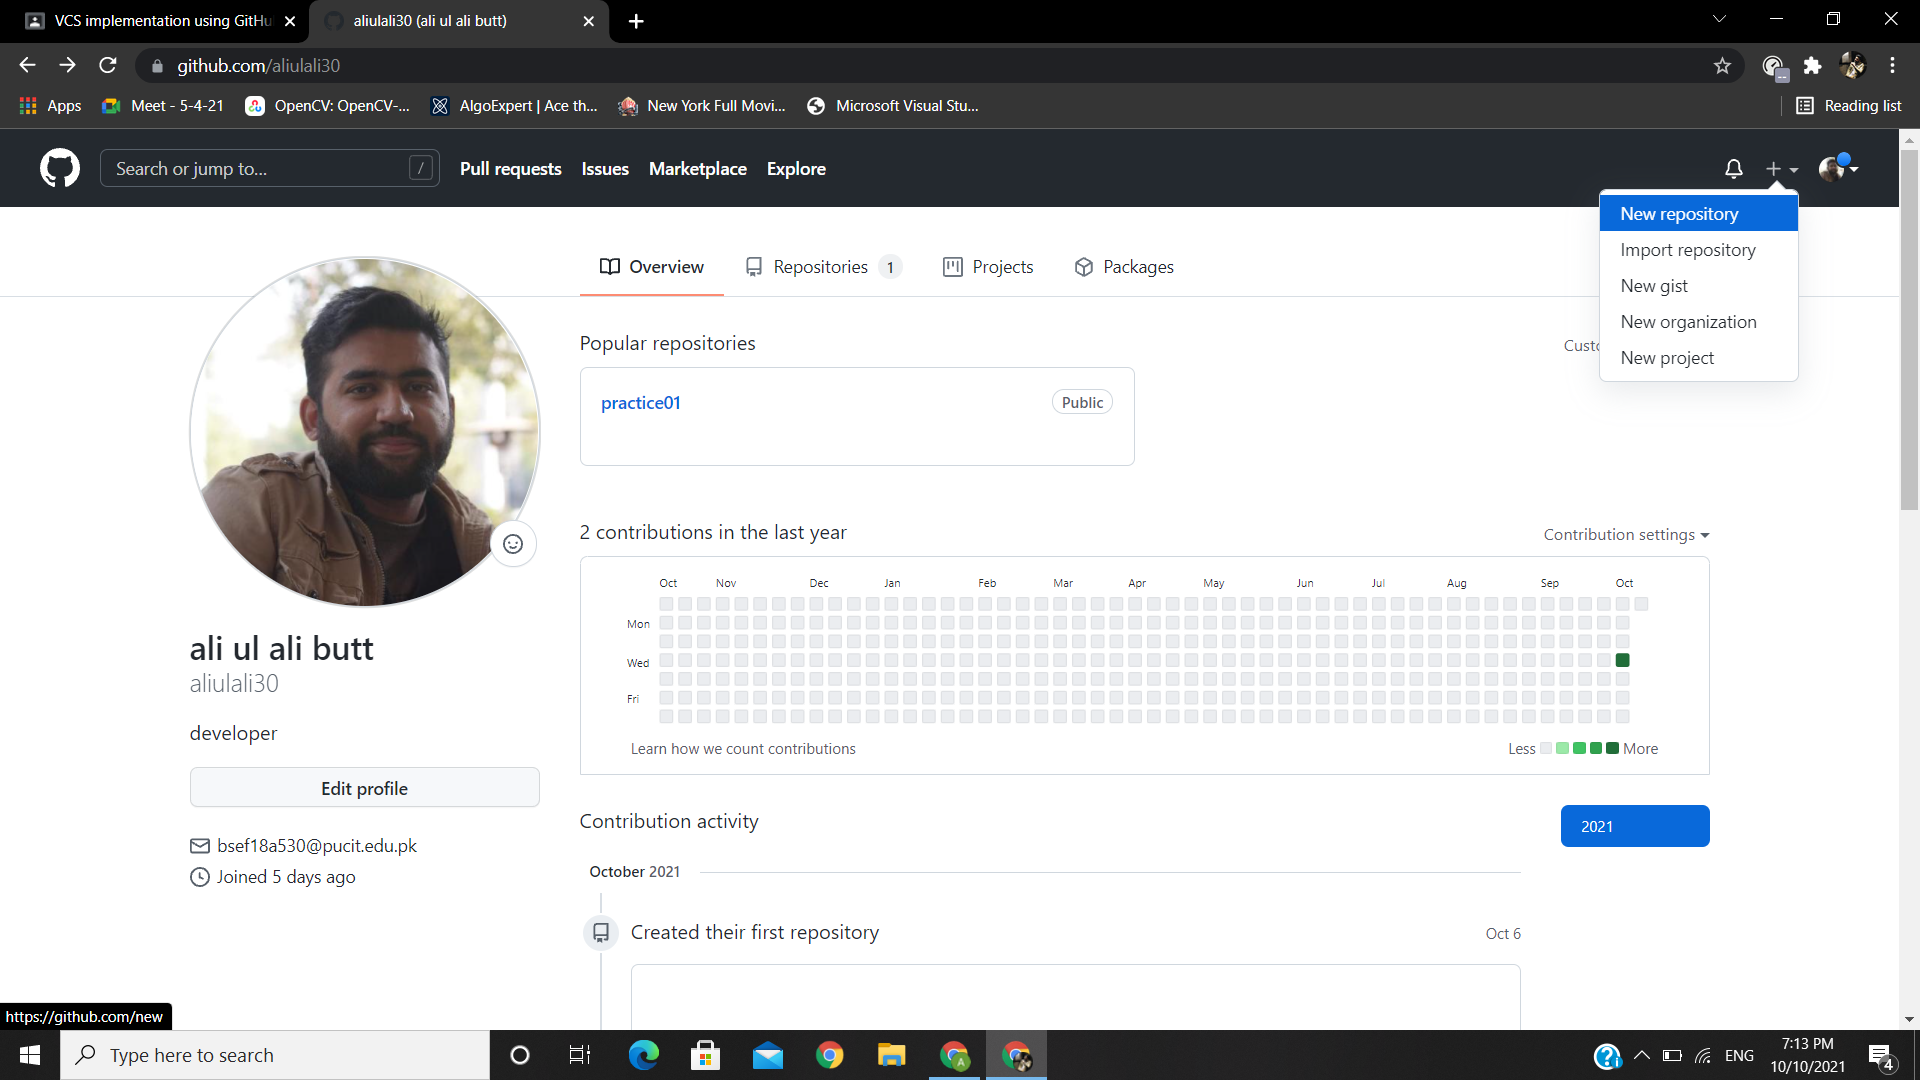 VCS implementation using GitHu
aliulali30 (ali ul ali butt)
github.com/aliulali30
Apps
Meet - 5-4-21
OpenCV: OpenCV-...
AlgoExpert | Ace th...
New York Full Movi...
Microsoft Visual Stu...
Reading list
Search or jump to...
/
Pull requests
Issues
Marketplace
Explore
New repository
Import repository
New gist
New organization
New project
Overview
Repositories 1
Projects
Packages
Popular repositories
Custo
practice01
Public
2 contributions in the last year
Contribution settings
Oct Nov Dec Jan Feb Mar Apr May Jun Jul Aug Sep Oct
Mon
Wed
Fri
Learn how we count contributions
Less
More
ali ul ali butt
aliulali30
developer
Edit profile
bsef18a530@pucit.edu.pk
Joined 5 days ago
Contribution activity
2021
October 2021
Created their first repository
Oct 6
https://github.com/new
Type here to search
A
ENG
7:13 PM
10/10/2021
4